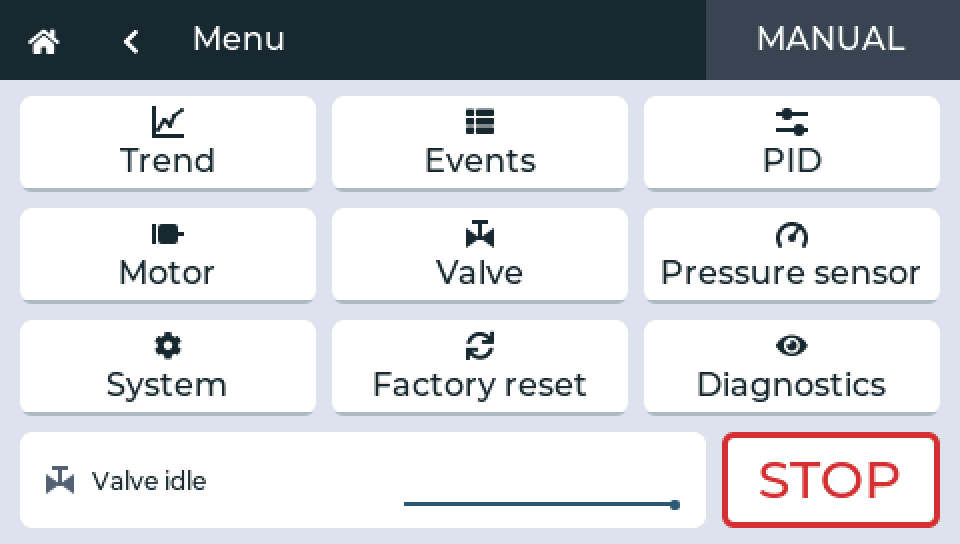 Menu
MANUAL
Trend
Events
PID
Motor
Valve
Pressure sensor
System
Factory reset
Diagnostics
Valve idle
STOP